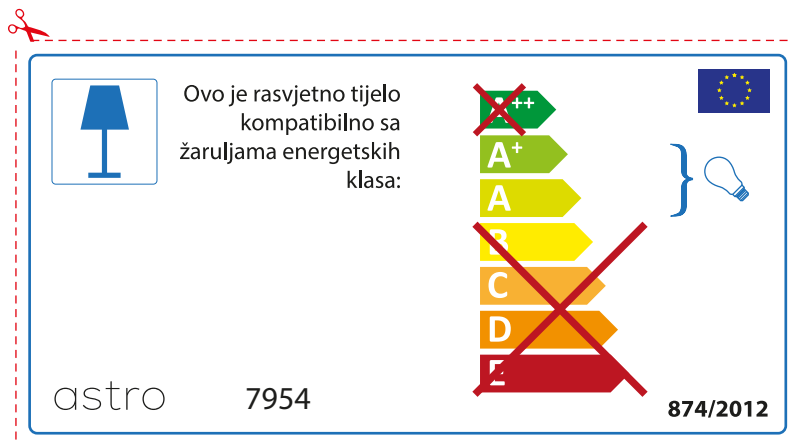 Ovo je rasvjetno tijelo
kompatibilno sa
žaruljama energetskih
klasa:
A++
A+
A
B
C
D
E
astro
7954
874/2012